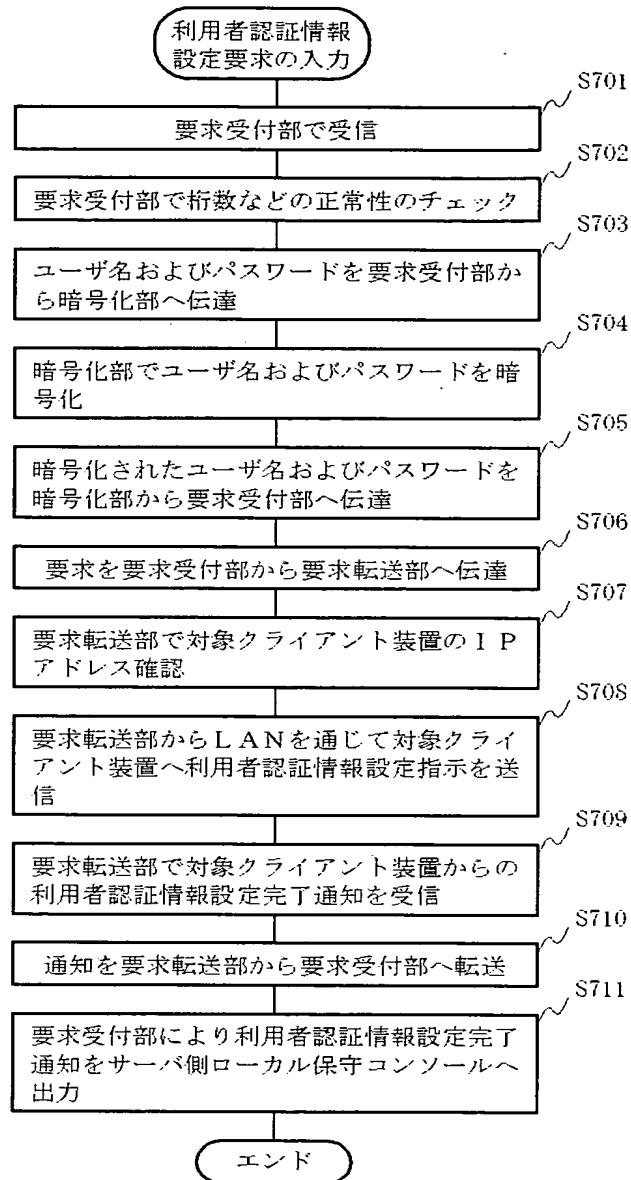 利用者認証情報
設定要求の入力
S701
要求受付部で受信
S702
要求受付部で桁数などの正常性のチェック
S703
ユーザ名およびパスワードを要求受付部か
ら暗号化部へ伝達
S704
暗号化部でユーザ名およびパスワードを暗
号化
S705
暗号化されたユーザ名およびパスワードを
暗号化部から要求受付部へ伝達
S706
要求を要求受付部から要求転送部へ伝達
S707
要求転送部で対象クライアント装置のＩＰ
アドレス確認
S708
要求転送部からＬＡＮを通じて対象クライ
アント装置へ利用者認証情報設定指示を送
信
S709
要求転送部で対象クライアント装置からの
利用者認証情報設定完了通知を受信
S710
通知を要求転送部から要求受付部へ転送
S711
要求受付部により利用者認証情報設定完了
通知をサーバ側ローカル保守コンソールへ
出力
エンド